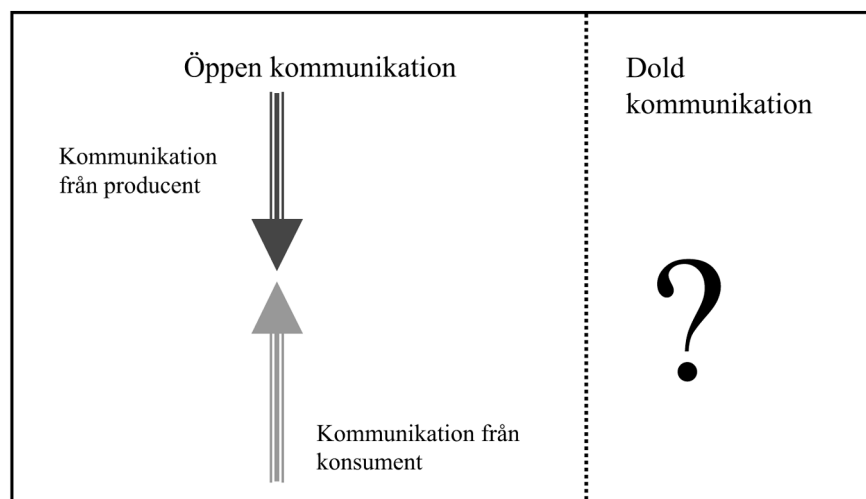 Öppen kommunikation
Kommunikation
från producent
Kommunikation från
konsument
Dold
kommunikation
?